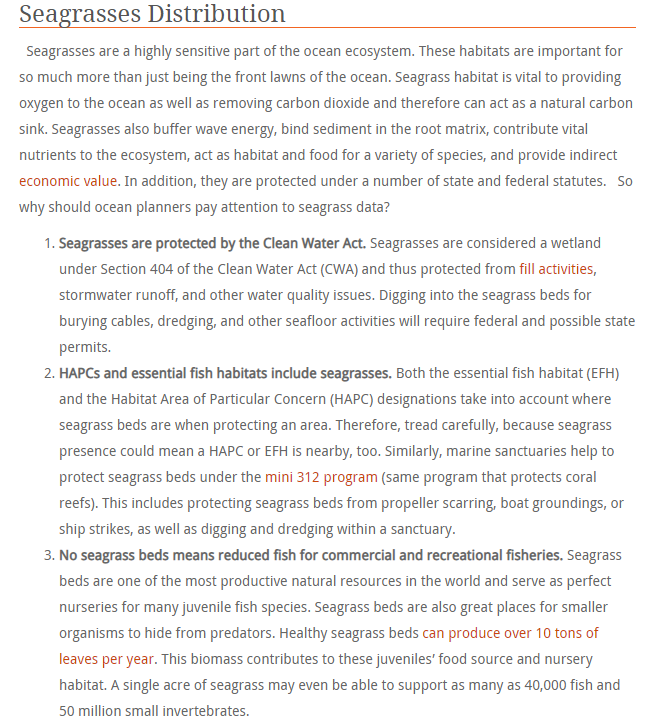 Seagrasses Distribution
Seagrasses are a highly sensitive part of the ocean ecosystem. These habitats are important for
so much more than just being the front lawns of the ocean. Seagrass habitat is vital to providing
oxygen to the ocean as well as removing carbon dioxide and therefore can act as a natural carbon
sink. Seagrasses also buffer wave energy, bind sediment in the root matrix, contribute vital
nutrients to the ecosystem, act as habitat and food for a variety of species, and provide indirect
economic value. In addition, they are protected under a number of state and federal statutes.   So
why should ocean planners pay attention to seagrass data?
1. Seagrasses are protected by the Clean Water Act. Seagrasses are considered a wetland
under Section 404 of the Clean Water Act (CWA) and thus protected from fill activities,
stormwater runoff, and other water quality issues. Digging into the seagrass beds for
burying cables, dredging, and other seafloor activities will require federal and possible state
permits.
2. HAPCs and essential fish habitats include seagrasses. Both the essential fish habitat (EFH)
and the Habitat Area of Particular Concern (HAPC) designations take into account where
seagrass beds are when protecting an area. Therefore, tread carefully, because seagrass
presence could mean a HAPC or EFH is nearby, too. Similarly, marine sanctuaries help to
protect seagrass beds under the mini 312 program (same program that protects coral
reefs). This includes protecting seagrass beds from propeller scarring, boat groundings, or
ship strikes, as well as digging and dredging within a sanctuary.
3. No seagrass beds means reduced fish for commercial and recreational fisheries. Seagrass
beds are one of the most productive natural resources in the world and serve as perfect
nurseries for many juvenile fish species. Seagrass beds are also great places for smaller
organisms to hide from predators. Healthy seagrass beds can produce over 10 tons of
leaves per year. This biomass contributes to these juveniles' food source and nursery
habitat. A single acre of seagrass may even be able to support as many as 40,000 fish and
50 million small invertebrates.